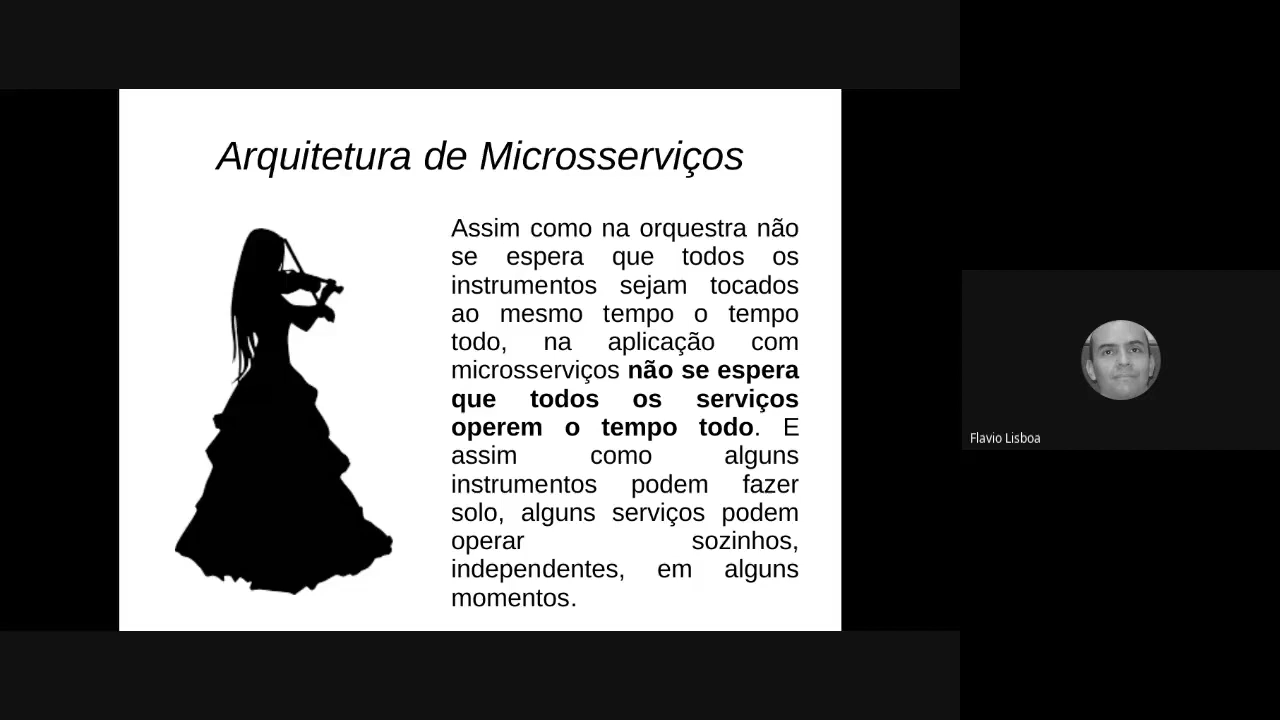 Arquitetura de Microsserviços
Assim como na orquestra não
se espera que todos os
instrumentos sejam tocados
ao mesmo tempo o tempo
todo, na aplicação com
microsserviços não se espera
que todos os serviços
operem o tempo todo. E
assim como alguns
instrumentos podem fazer
solo, alguns serviços podem
operar sozinhos,
independentes, em alguns
momentos.
Flavio Lisboa